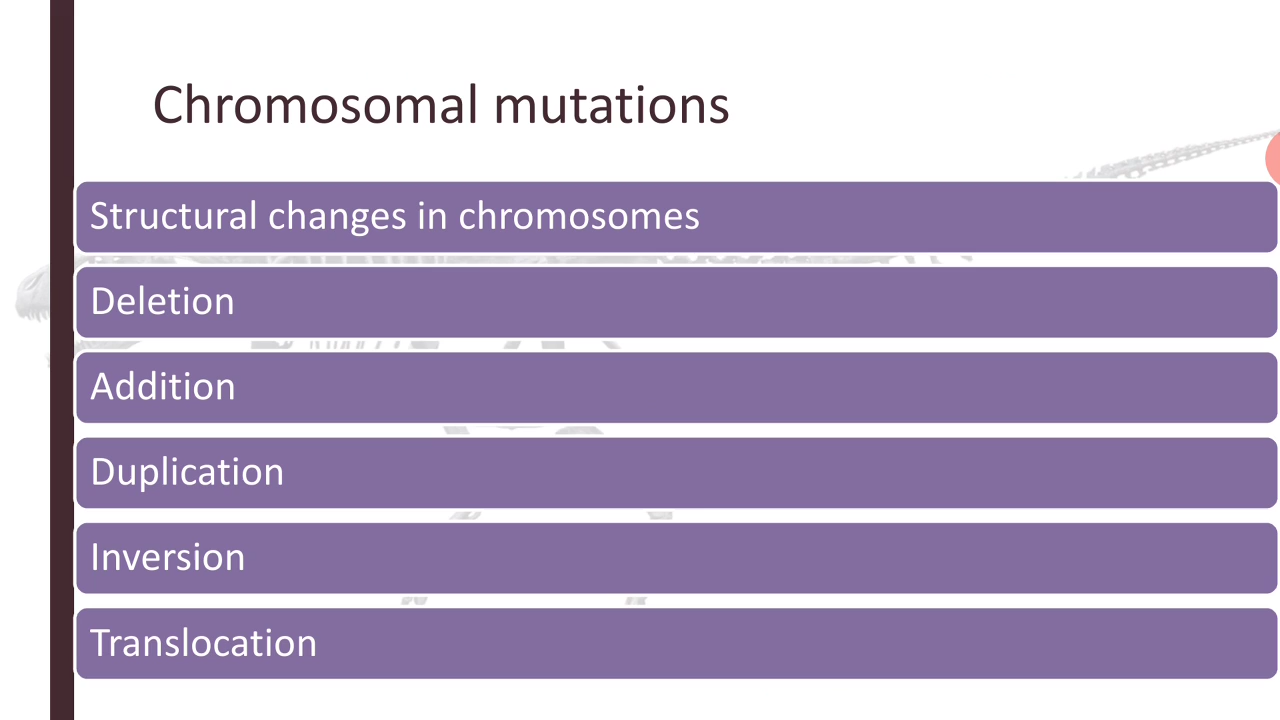 Chromosomal mutations
Structural changes in chromosomes
Deletion
Addition
Duplication
Inversion
Translocation